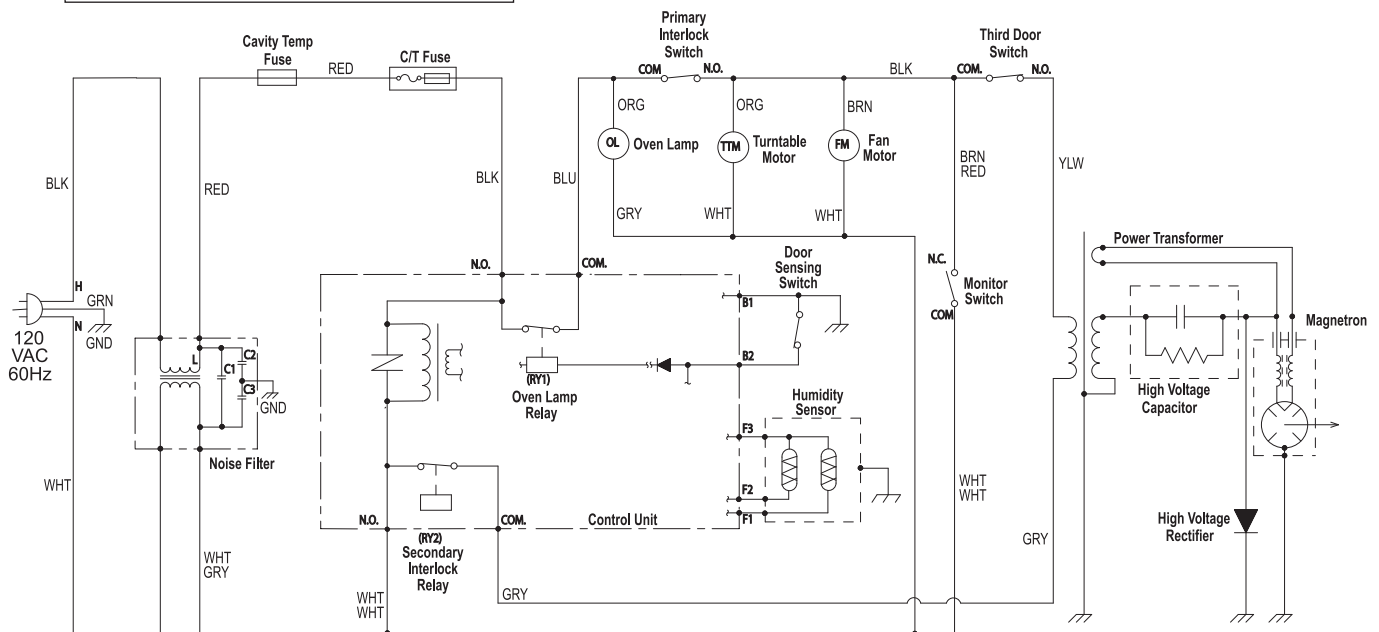 Primary
Interlock
Switch
Third Door
Switch
Cavity Temp
Fuse
C/T Fuse
RED
COM
N.O.
BLK
COM.
N.O.
ORG
ORG
BRN
OL
Oven Lamp
TTM
Turntable
Motor
FM
Fan
Motor
BLK
RED
BLK
BLU
BRN
RED
YLW
GRY
WHT
WHT
Power Transformer
Door
Sensing
Switch
N.O.
COM.
N.C.
Monitor
Switch
COM
H
GRN
N
GND
120
VAC
60Hz
B1
B2
Magnetron
L
C1
C2
C3
GND
Noise Filter
(RY1)
Oven Lamp
Relay
Humidity
Sensor
High Voltage
Capacitor
F3
F2
F1
WHT
WHT
WHT
N.O.
COM.
Control Unit
(RY2)
Secondary
Interlock
Relay
High Voltage
Rectifier
GRY
WHT
GRY
WHT
WHT
GRY